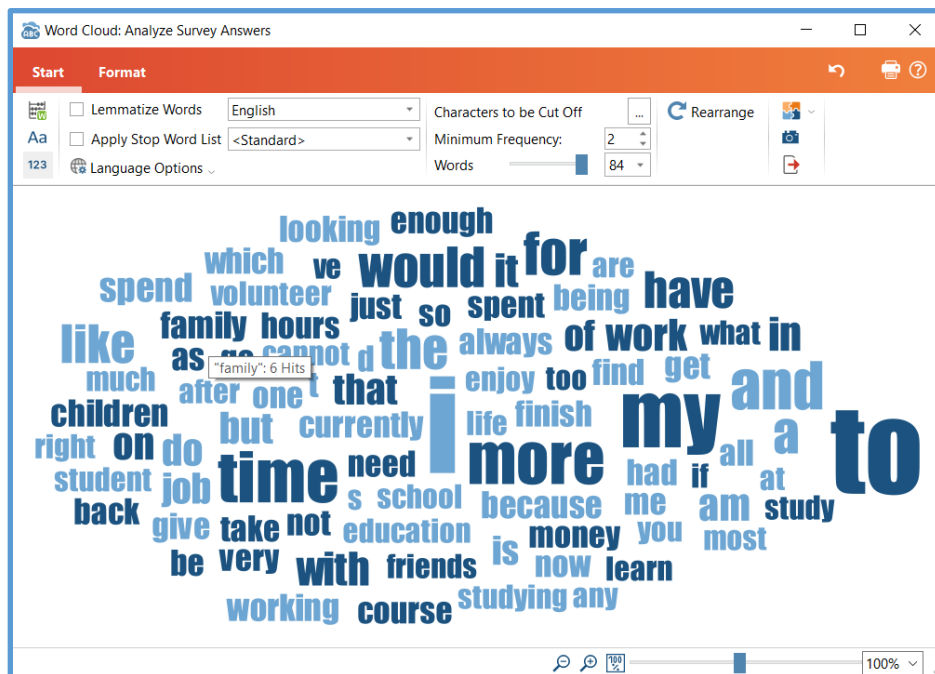 Word Cloud: Analyze Survey Answers
Start Format
Lemmatize Words English Characters to be Cut Off ... Rearrange
Aa Apply Stop Word List <Standard> Minimum Frequency: 2
123 Language Options Words 84
looking enough
which ve would it for are
spend volunteer just so spent being have
like family hours the always of work what in
as cannot d
"family": 6 Hits
much after one t that i enjoy too find get and
children but currently life finish my a to
right on do time need more had if all at
student job s school because me am study
back give take not education is money you most
be very with friends now learn
working course studying any
100%